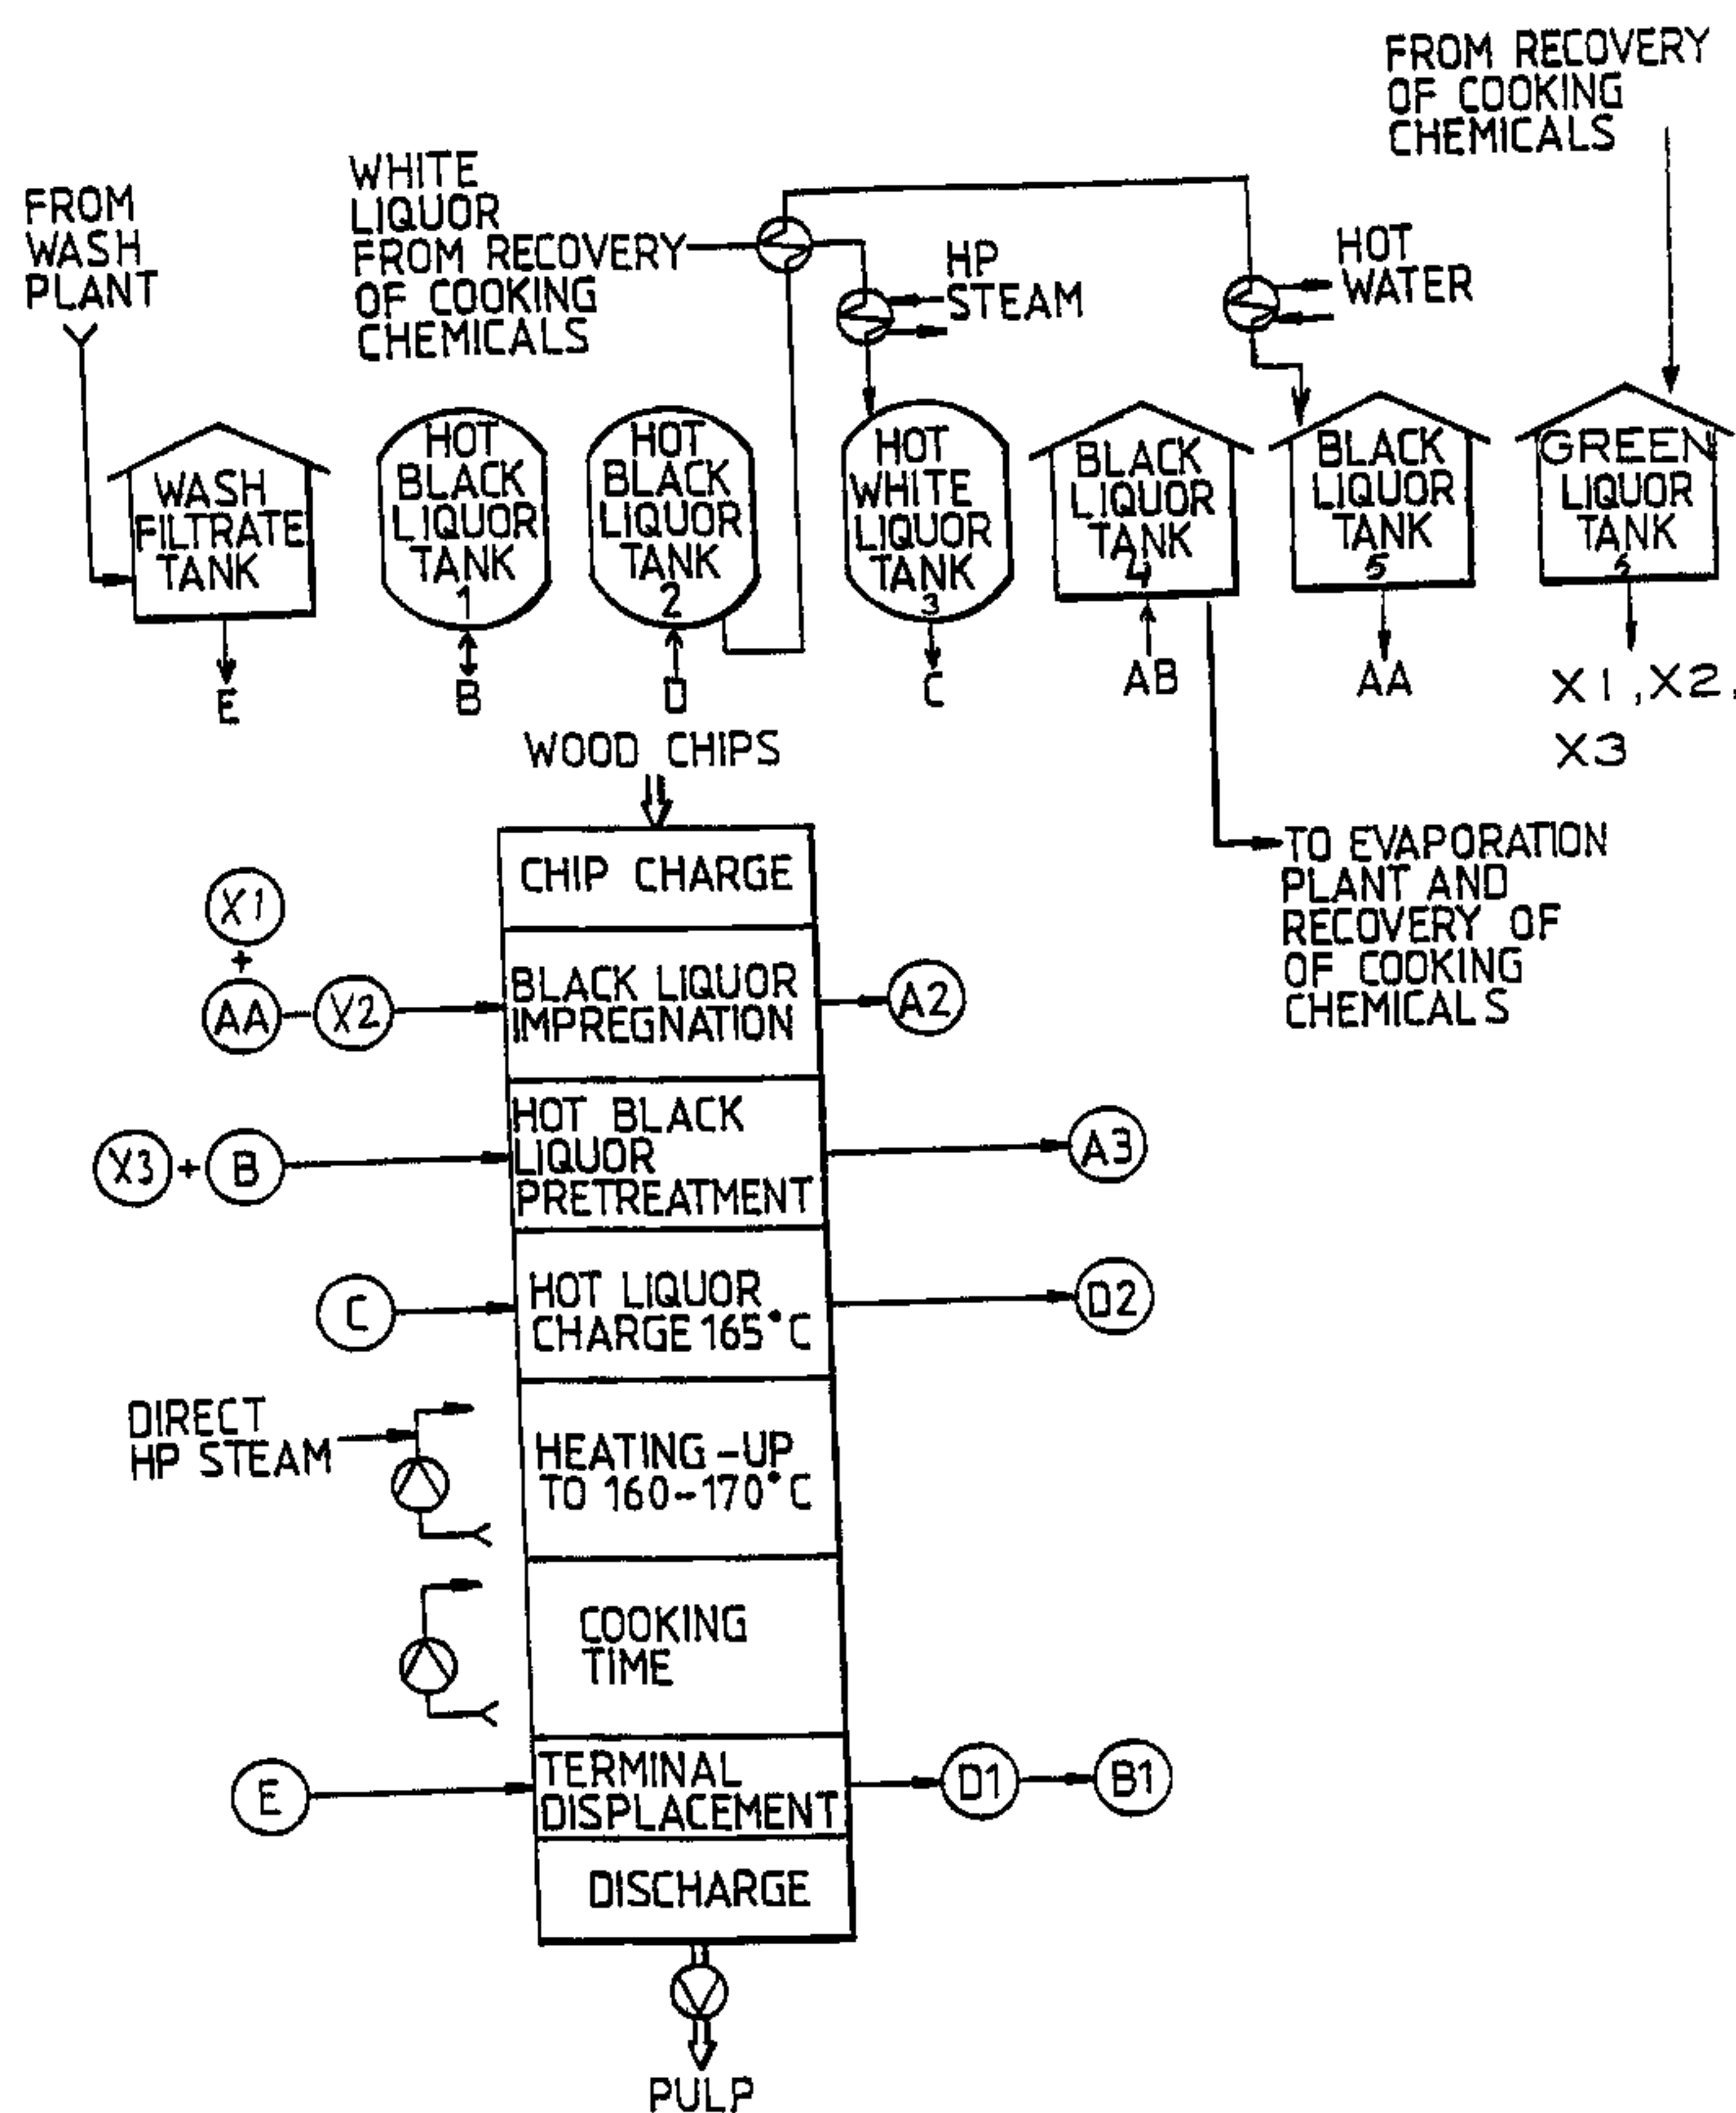 FROM RECOVERY
OF COOKING
CHEMICALS
FROM
WASH
PLANT
WHITE
LIQUOR
FROM RECOVERY
OF COOKING
CHEMICALS
HP
STEAM
HOT
WATER
WASH
FILTRATE
TANK
HOT
BLACK
LIQUOR
TANK
1
HOT
BLACK
LIQUOR
TANK
2
HOT
WHITE
LIQUOR
TANK
3
BLACK
LIQUOR
TANK
4
BLACK
LIQUOR
TANK
5
GREEN
LIQUOR
TANK
E
B
D
C
AB
AA
X1,X2,
X3
WOOD CHIPS
CHIP CHARGE
TO EVAPORATION
PLANT AND
RECOVERY OF
OF COOKING
CHEMICALS
X1
+
AA
X2
BLACK LIQUOR
IMPREGNATION
A2
X3 + B
HOT BLACK
LIQUOR
PRETREATMENT
A3
C
HOT LIQUOR
CHARGE 165°C
D2
DIRECT
HP STEAM
HEATING-UP
TO 160-170°C
COOKING
TIME
E
TERMINAL
DISPLACEMENT
D1
B1
DISCHARGE
PULP